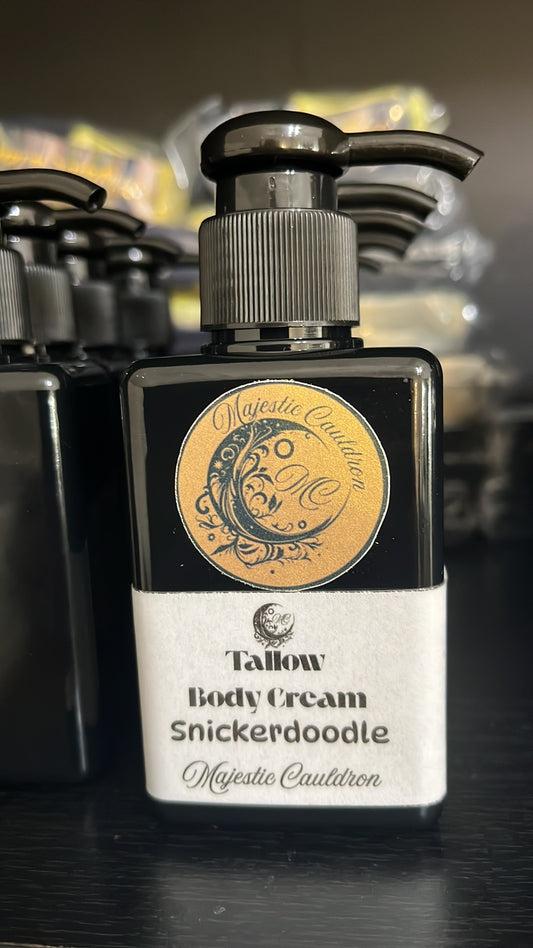 Majestic Cauldron
MC
Tallow
Body Cream
Snickerdoodle
Majestic Cauldron